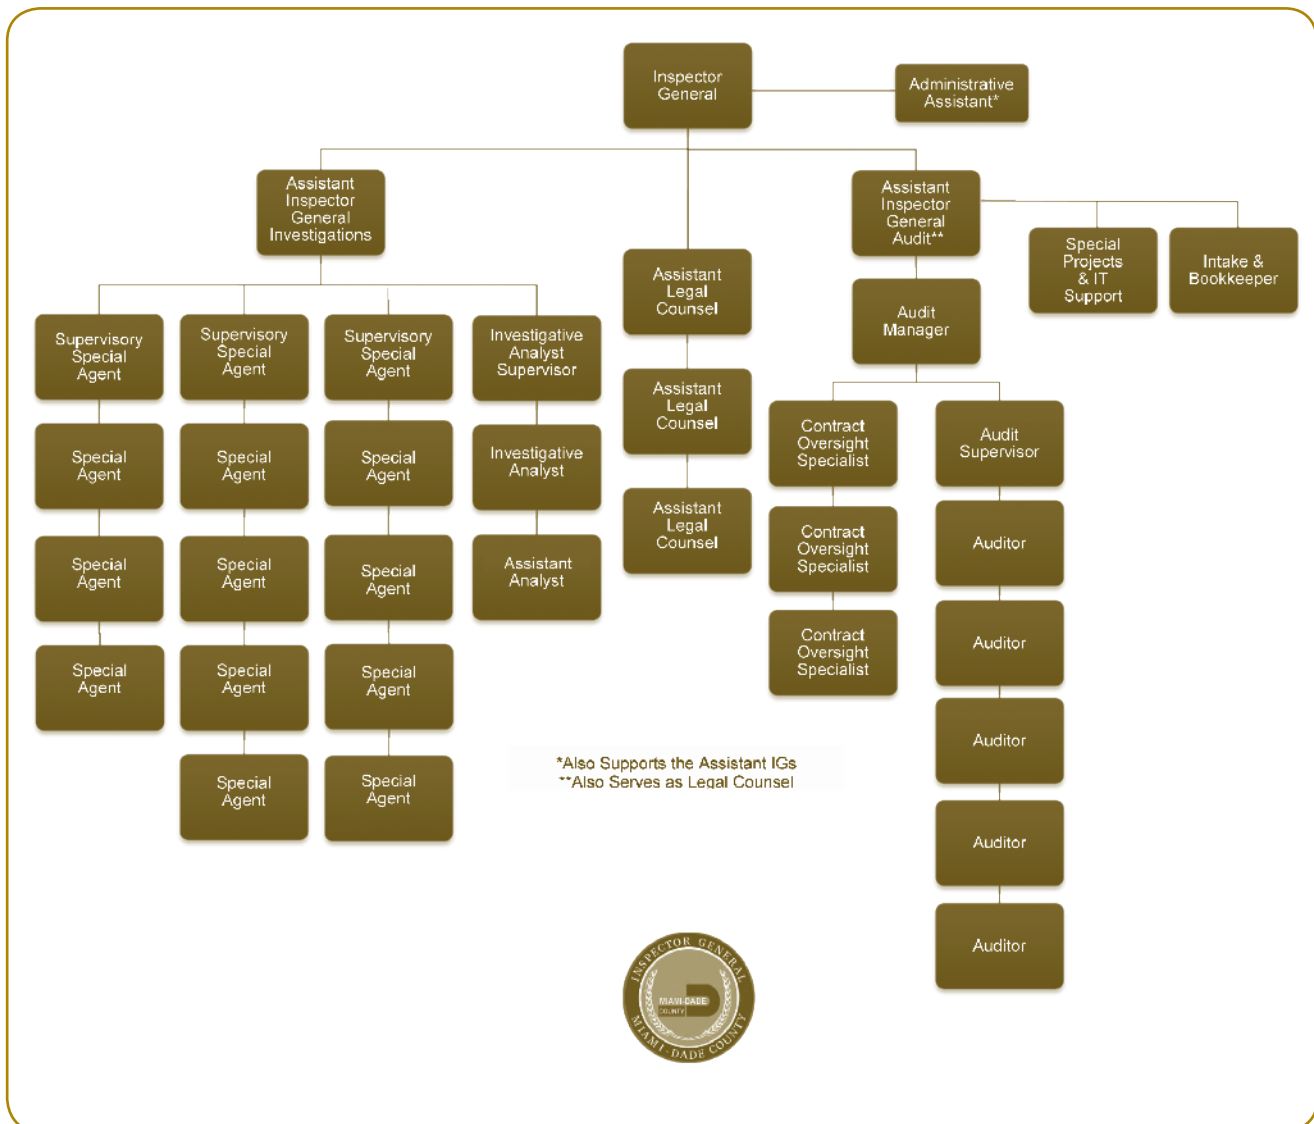 Inspector
General
Administrative
Assistant*
Assistant
Inspector
General
Investigations
Assistant
Legal
Counsel
Assistant
Inspector
General
Audit**
Special
Projects
& IT
Support
Intake &
Bookkeeper
Supervisory
Special
Agent
Supervisory
Special
Agent
Supervisory
Special
Agent
Investigative
Analyst
Supervisor
Audit
Manager
Special
Agent
Special
Agent
Special
Agent
Investigative
Analyst
Assistant
Legal
Counsel
Contract
Oversight
Specialist
Audit
Supervisor
Special
Agent
Special
Agent
Special
Agent
Assistant
Analyst
Assistant
Legal
Counsel
Contract
Oversight
Specialist
Auditor
Special
Agent
Special
Agent
Special
Agent
Contract
Oversight
Specialist
Auditor
Special
Agent
Special
Agent
Auditor
*Also Supports the Assistant IGs
**Also Serves as Legal Counsel
Auditor
Auditor
INSPECTOR GENERAL
MIAMI-DADE
COUNTY
MIAMI-DADE COUNTY